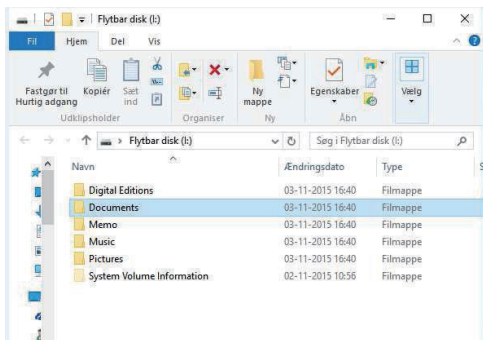 Flytbar disk (I:)
Fil Hjem Del Vis
Fastgør til Hurtig adgang
Kopiér
Sæt ind
Ny mappe
Egenskaber
Vælg
Udklipsholder Organiser Ny Åbn
Flytbar disk (I:) Søg i Flytbar disk (I:)
Navn Ændringsdato Type S
Digital Editions 03-11-2015 16:40 Filmappe
Documents 03-11-2015 16:40 Filmappe
Memo 03-11-2015 16:40 Filmappe
Music 03-11-2015 16:40 Filmappe
Pictures 03-11-2015 16:40 Filmappe
System Volume Information 02-11-2015 10:56 Filmappe